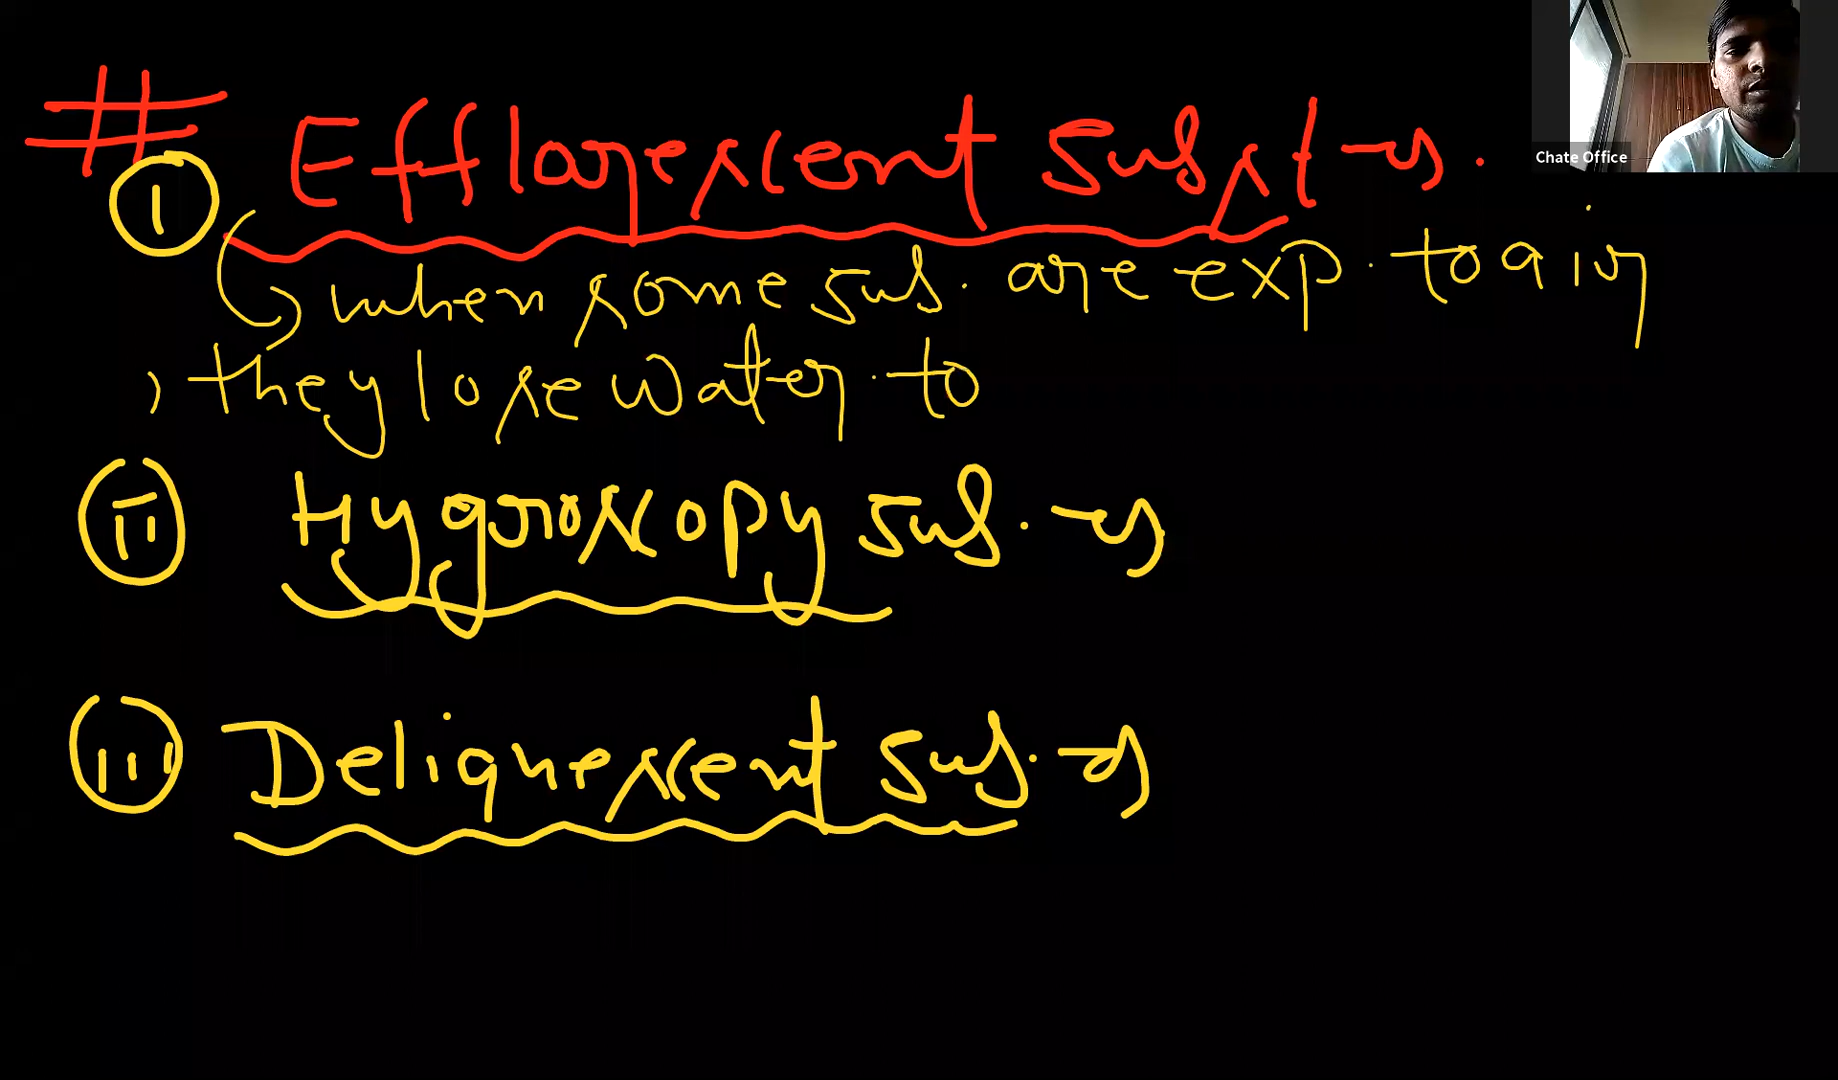 # Efflorescent Subst →
Chate Office
(1)
↳ when some sub. are exp. to air
, they lose water to
(ii) Hygroscopy sub. →
(iii) Deliquescent sub. →